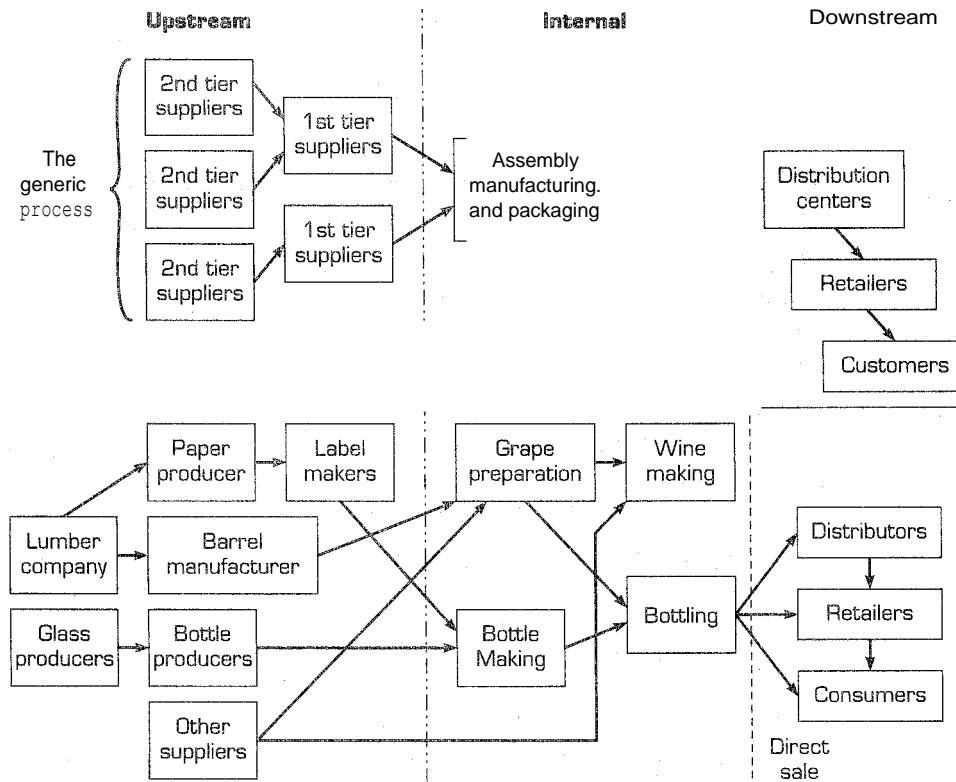 Upstream
Internal
Downstream
The
generic
process
2nd tier
suppliers
2nd tier
suppliers
2nd tier
suppliers
1st tier
suppliers
1st tier
suppliers
Assembly
manufacturing.
and packaging
Distribution
centers
Retailers
Customers
Lumber
company
Glass
producers
Paper
producer
Label
makers
Barrel
manufacturer
Bottle
producers
Other
suppliers
Grape
preparation
Wine
making
Bottle
Making
Bottling
Distributors
Retailers
Consumers
Direct
sale